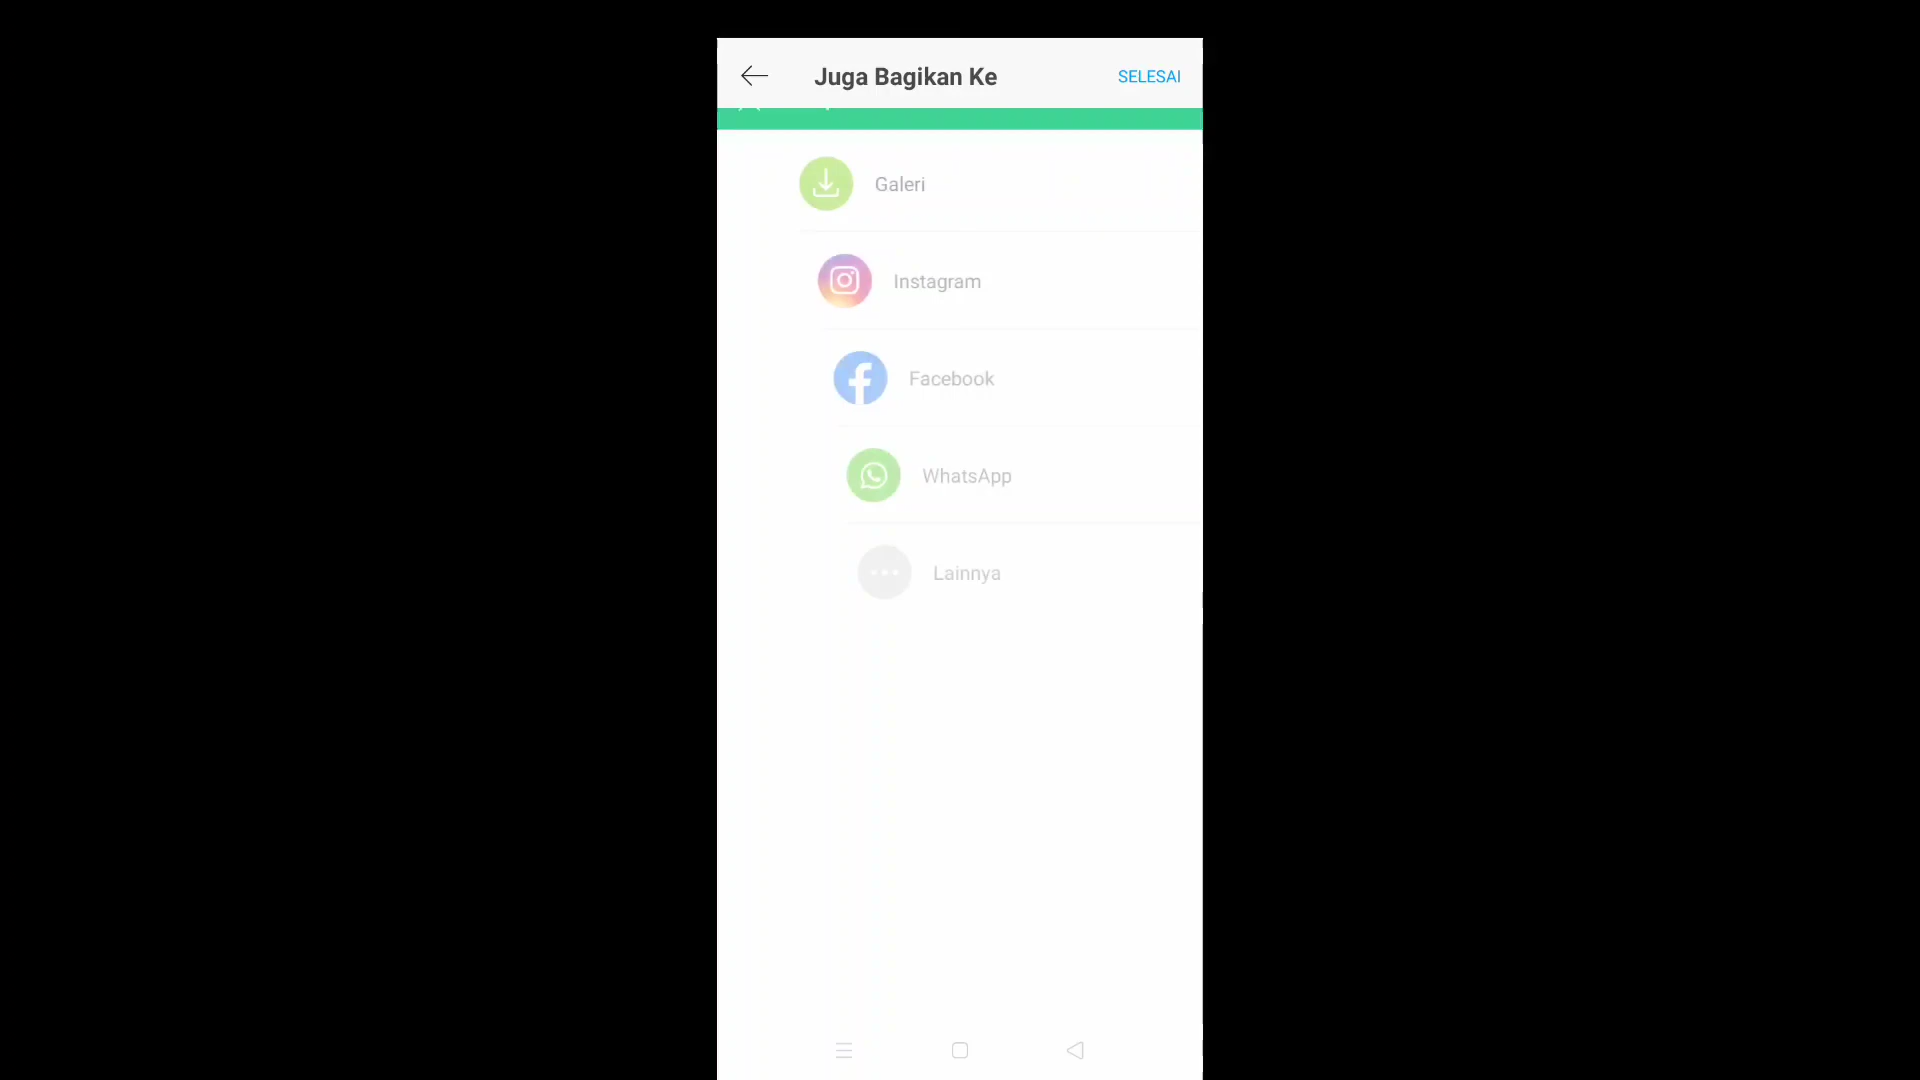 Juga Bagikan Ke
SELESAI
Galeri
Instagram
Facebook
WhatsApp
Lainnya